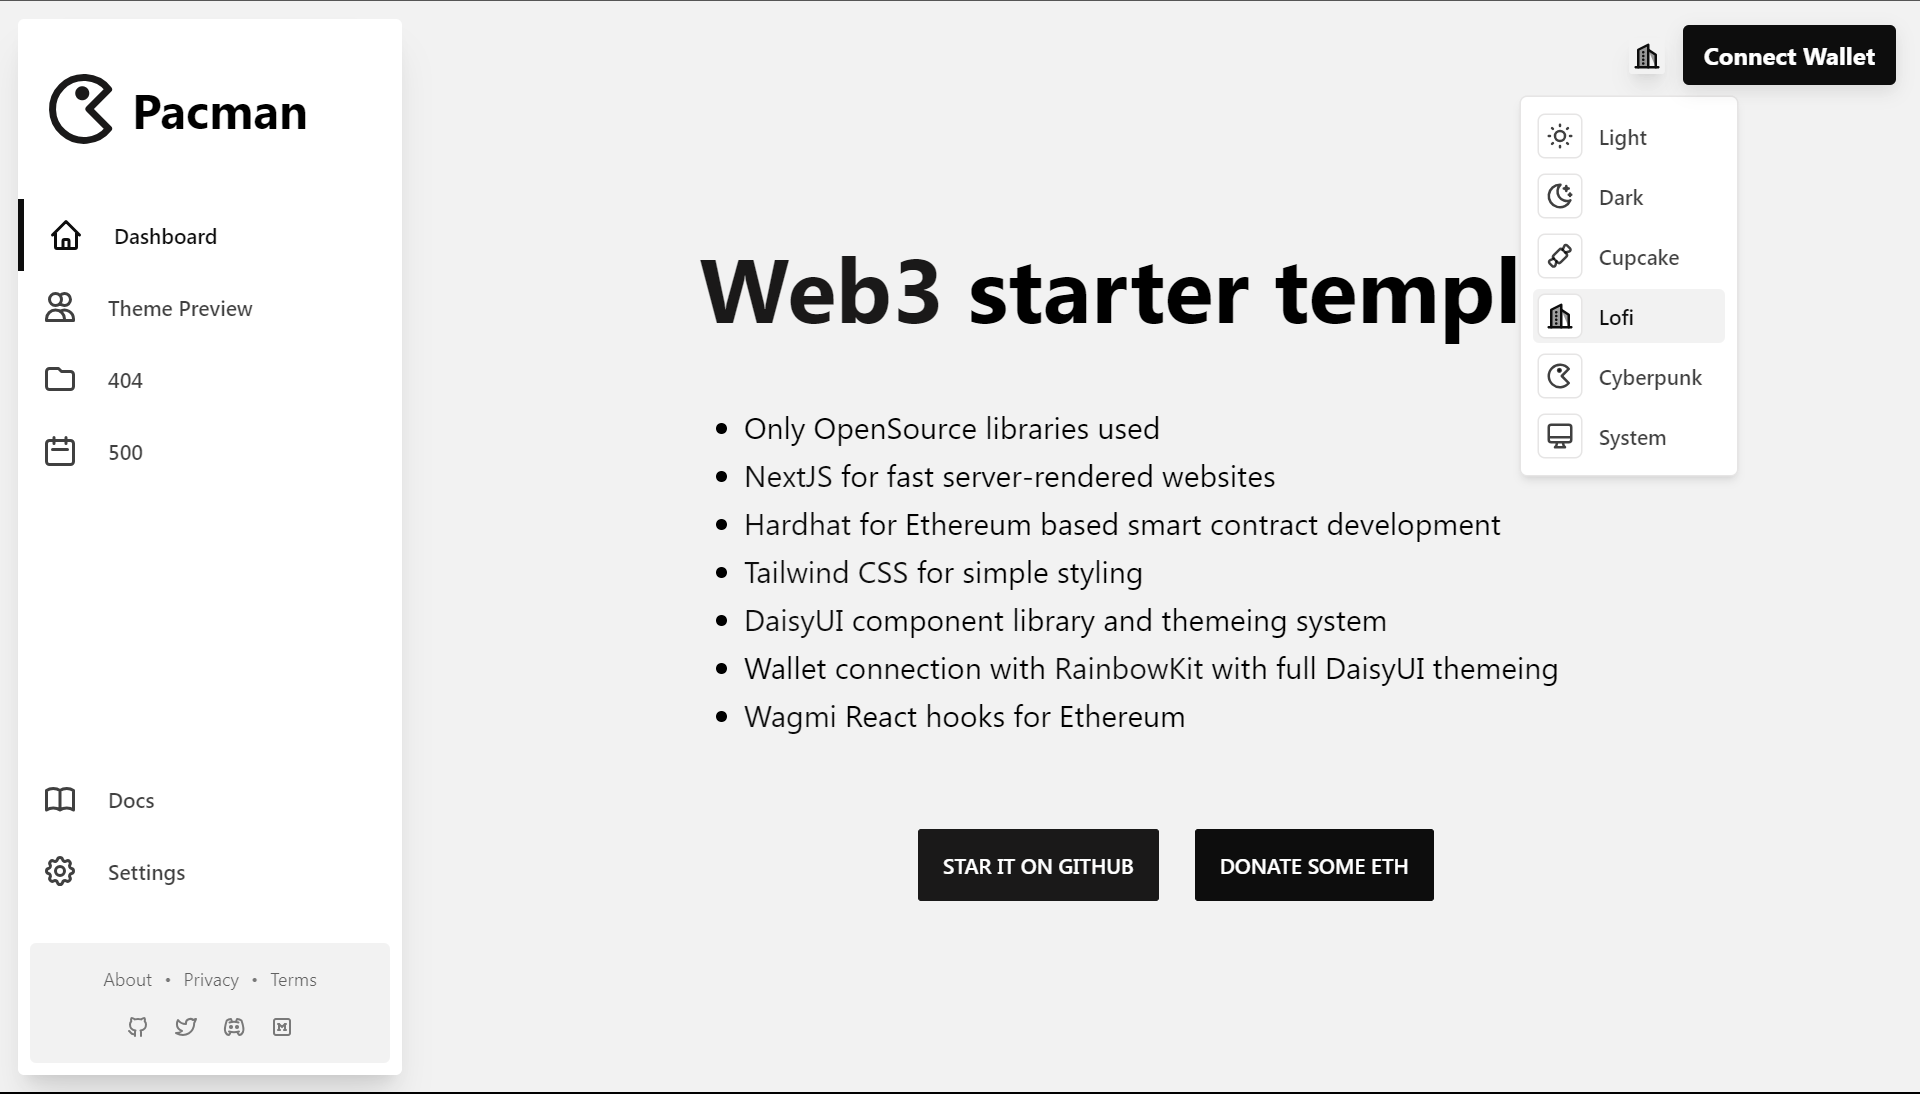 Pacman
Dashboard
Theme Preview
404
500
Docs
Settings
About • Privacy • Terms
Connect Wallet
Light
Dark
Cupcake
Lofi
Cyberpunk
System
Web3 starter templ
• Only OpenSource libraries used
• NextJS for fast server-rendered websites
• Hardhat for Ethereum based smart contract development
• Tailwind CSS for simple styling
• DaisyUI component library and themeing system
• Wallet connection with RainbowKit with full DaisyUI themeing
• Wagmi React hooks for Ethereum
STAR IT ON GITHUB
DONATE SOME ETH